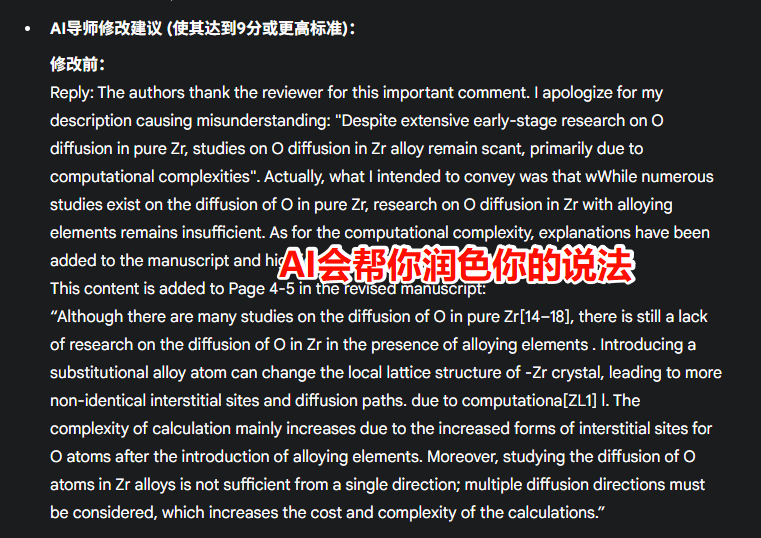 AI导师修改建议 (使其达到9分或更高标准)：
修改前：
Reply: The authors thank the reviewer for this important comment. I apologize for my
description causing misunderstanding: "Despite extensive early-stage research on O
diffusion in pure Zr, studies on O diffusion in Zr alloy remain scant, primarily due to
computational complexities". Actually, what I intended to convey was that wWhile numerous
studies exist on the diffusion of O in pure Zr, research on O diffusion in Zr with alloying
elements remains insufficient. As for the computational complexity, explanations have been
added to the manuscript and
AI会帮你润色你的说法
This content is added to Page 4-5 in the revised manuscript:
“Although there are many studies on the diffusion of O in pure Zr[14–18], there is still a lack
of research on the diffusion of O in Zr in the presence of alloying elements . Introducing a
substitutional alloy atom can change the local lattice structure of -Zr crystal, leading to more
non-identical interstitial sites and diffusion paths. due to computationa[ZL1] l. The
complexity of calculation mainly increases due to the increased forms of interstitial sites for
O atoms after the introduction of alloying elements. Moreover, studying the diffusion of O
atoms in Zr alloys is not sufficient from a single direction; multiple diffusion directions must
be considered, which increases the cost and complexity of the calculations.”